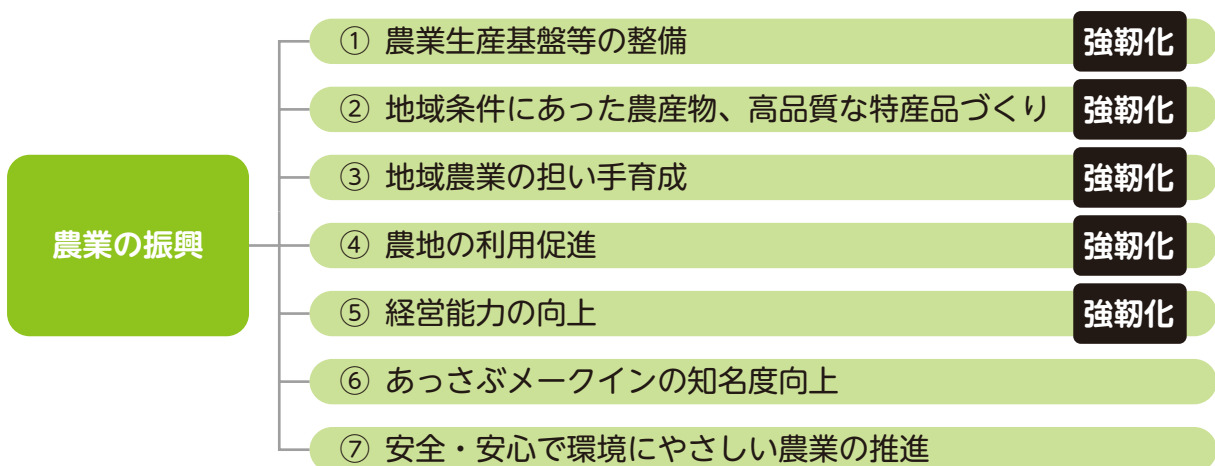 農業の振興
① 農業生産基盤等の整備 強靭化
② 地域条件にあった農産物、高品質な特産品づくり 強靭化
③ 地域農業の担い手育成 強靭化
④ 農地の利用促進 強靭化
⑤ 経営能力の向上 強靭化
⑥ あっさぶメークインの知名度向上
⑦ 安全・安心で環境にやさしい農業の推進